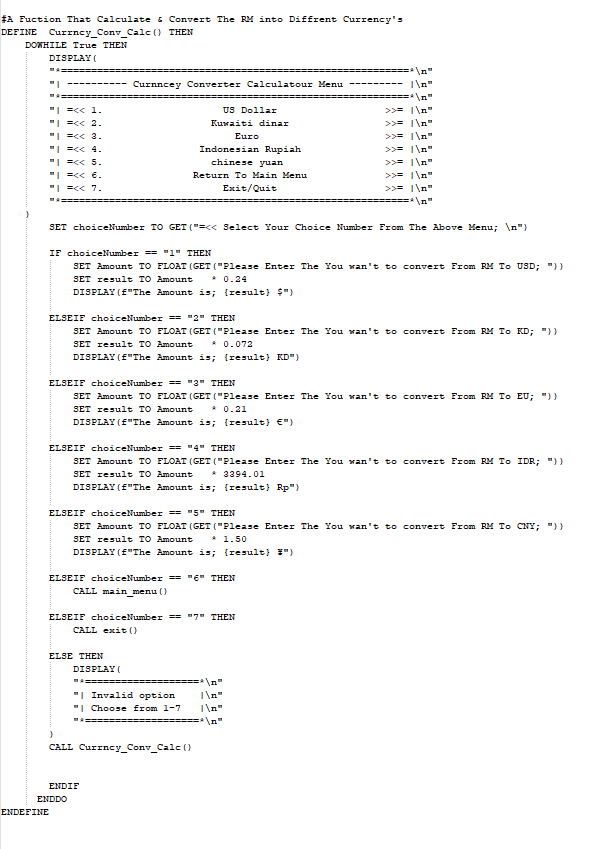 #A Fuction That Calculate & Convert The RM into Diffrent Currency's
DEFINE  Currncy_Conv_Calc() THEN
    DOWHILE True THEN
        DISPLAY(
        "*==========================================================*\n"
        "| ---------- Currncey Converter Calculatour Menu --------- |\n"
        "*==========================================================*\n"
        "| =<< 1.                    US Dollar                  >>= |\n"
        "| =<< 2.                  Kuwaiti dinar                >>= |\n"
        "| =<< 3.                      Euro                     >>= |\n"
        "| =<< 4.                Indonesian Rupiah              >>= |\n"
        "| =<< 5.                  chinese yuan                 >>= |\n"
        "| =<< 6.               Return To Main Menu             >>= |\n"
        "| =<< 7.                    Exit/Quit                  >>= |\n"
        "*==========================================================*\n"
    )
        SET choiceNumber TO GET("=<< Select Your Choice Number From The Above Menu; \n")
        IF choiceNumber == "1" THEN
            SET Amount TO FLOAT(GET("Please Enter The You wan't to convert From RM To USD; "))
            SET result TO Amount   * 0.24
            DISPLAY(f"The Amount is; {result} $")
        ELSEIF choiceNumber == "2" THEN
            SET Amount TO FLOAT(GET("Please Enter The You wan't to convert From RM To KD; "))
            SET result TO Amount   * 0.072
            DISPLAY(f"The Amount is; {result} KD")
        ELSEIF choiceNumber == "3" THEN
            SET Amount TO FLOAT(GET("Please Enter The You wan't to convert From RM To EU; "))
            SET result TO Amount   * 0.21
            DISPLAY(f"The Amount is; {result} €")
        ELSEIF choiceNumber == "4" THEN
            SET Amount TO FLOAT(GET("Please Enter The You wan't to convert From RM To IDR; "))
            SET result TO Amount   * 3394.01
            DISPLAY(f"The Amount is; {result} Rp")
        ELSEIF choiceNumber == "5" THEN
            SET Amount TO FLOAT(GET("Please Enter The You wan't to convert From RM To CNY; "))
            SET result TO Amount   * 1.50
            DISPLAY(f"The Amount is; {result} ¥")
        ELSEIF choiceNumber == "6" THEN
            CALL main_menu()
        ELSEIF choiceNumber == "7" THEN
            CALL exit()
        ELSE THEN
            DISPLAY(
            "*===================*\n"
            "| Invalid option    |\n"
            "| Choose from 1-7   |\n"
            "*===================*\n"
        )
        CALL Currncy_Conv_Calc()
        ENDIF
      ENDDO
ENDEFINE